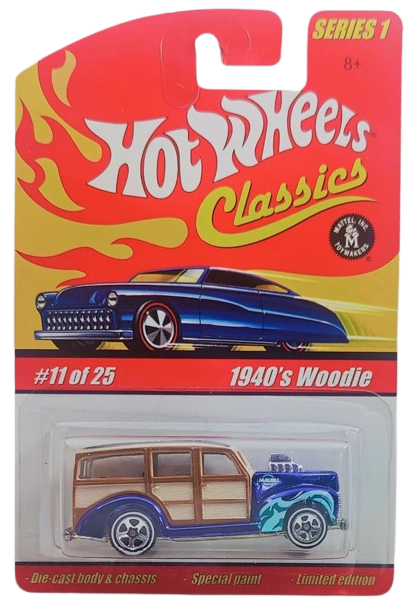 SERIES 1
8+
HOT WHEELS
Classics
MATTEL, INC.
M
TOYMAKERS
#11 of 25
1940's Woodie
MALIBU
· Die-cast body & chassis · Special paint · Limited edition